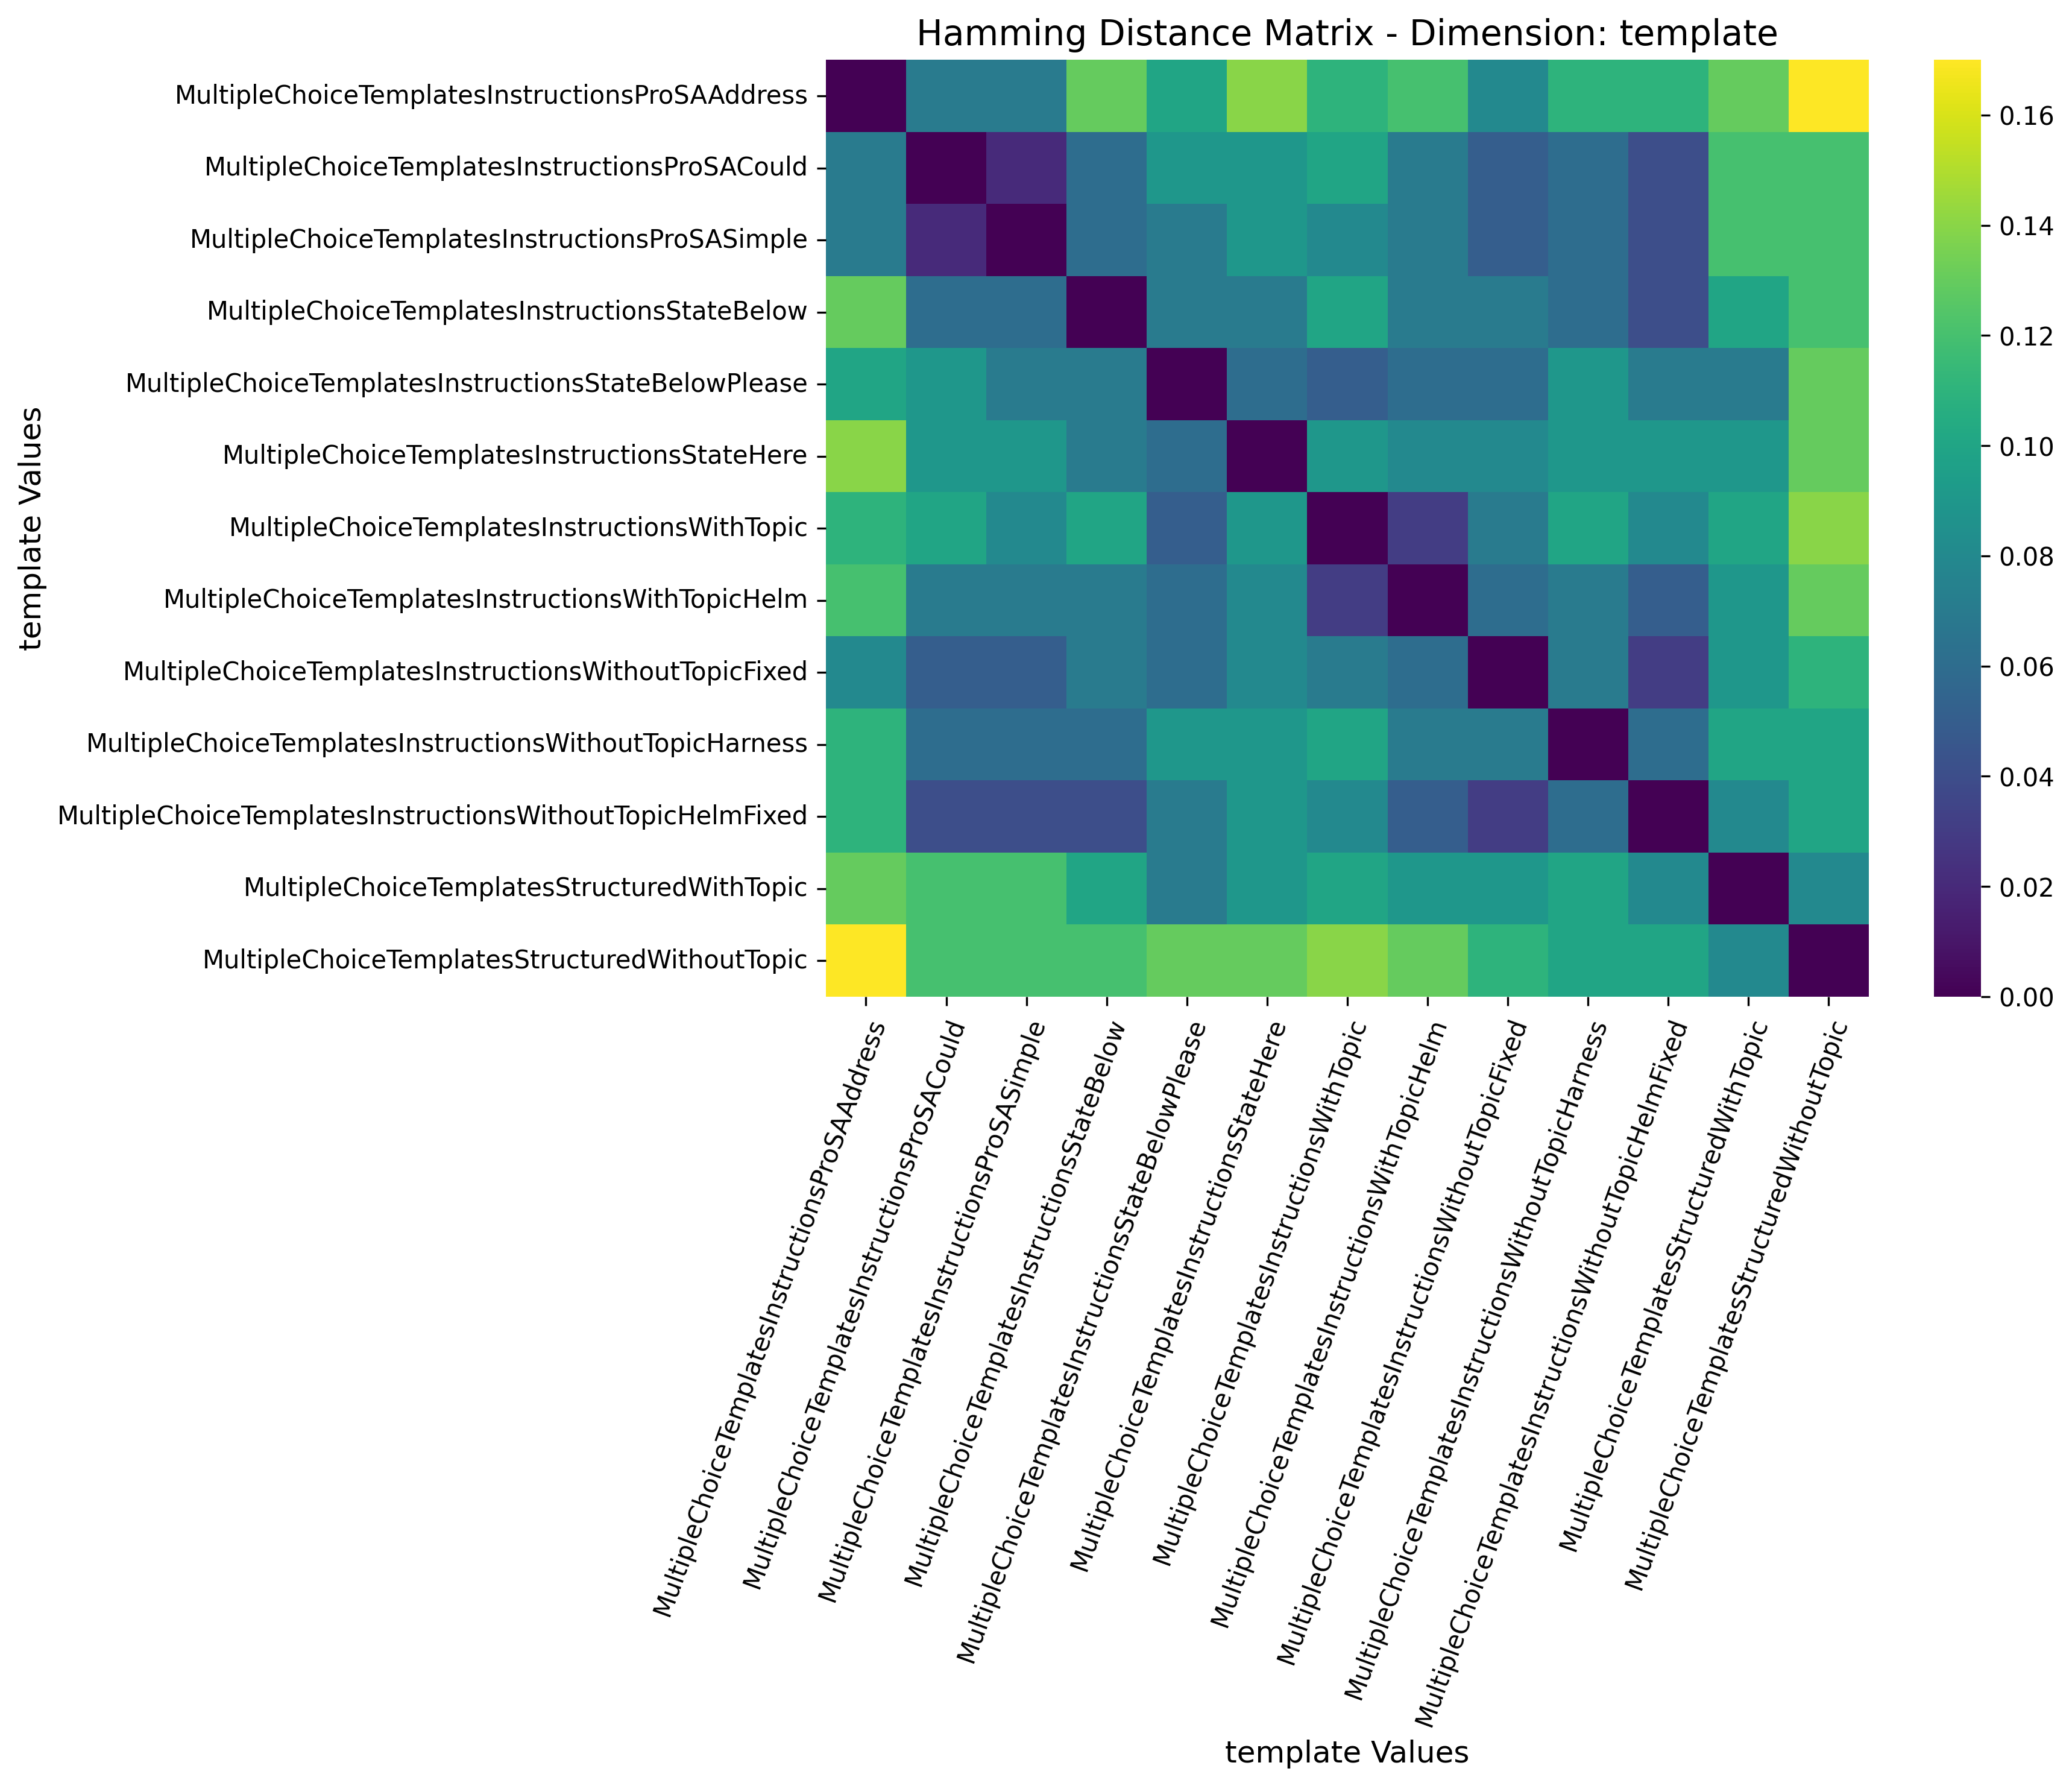 Hamming Distance Matrix - Dimension: template
template Values
MultipleChoiceTemplatesInstructionsProSAAddress
MultipleChoiceTemplatesInstructionsProSACould
MultipleChoiceTemplatesInstructionsProSASimple
MultipleChoiceTemplatesInstructionsStateBelow
MultipleChoiceTemplatesInstructionsStateBelowPlease
MultipleChoiceTemplatesInstructionsStateHere
MultipleChoiceTemplatesInstructionsWithTopic
MultipleChoiceTemplatesInstructionsWithTopicHelm
MultipleChoiceTemplatesInstructionsWithoutTopicFixed
MultipleChoiceTemplatesInstructionsWithoutTopicHarness
MultipleChoiceTemplatesInstructionsWithoutTopicHelmFixed
MultipleChoiceTemplatesStructuredWithTopic
MultipleChoiceTemplatesStructuredWithoutTopic
0.16
0.14
0.12
0.10
0.08
0.06
0.04
0.02
0.00
MultipleChoiceTemplatesInstructionsProSAAddress
MultipleChoiceTemplatesInstructionsProSACould
MultipleChoiceTemplatesInstructionsProSASimple
MultipleChoiceTemplatesInstructionsStateBelow
MultipleChoiceTemplatesInstructionsStateBelowPlease
MultipleChoiceTemplatesInstructionsStateHere
MultipleChoiceTemplatesInstructionsWithTopic
MultipleChoiceTemplatesInstructionsWithTopicHelm
MultipleChoiceTemplatesInstructionsWithoutTopicFixed
MultipleChoiceTemplatesInstructionsWithoutTopicHarness
MultipleChoiceTemplatesInstructionsWithoutTopicHelmFixed
MultipleChoiceTemplatesStructuredWithTopic
MultipleChoiceTemplatesStructuredWithoutTopic
template Values